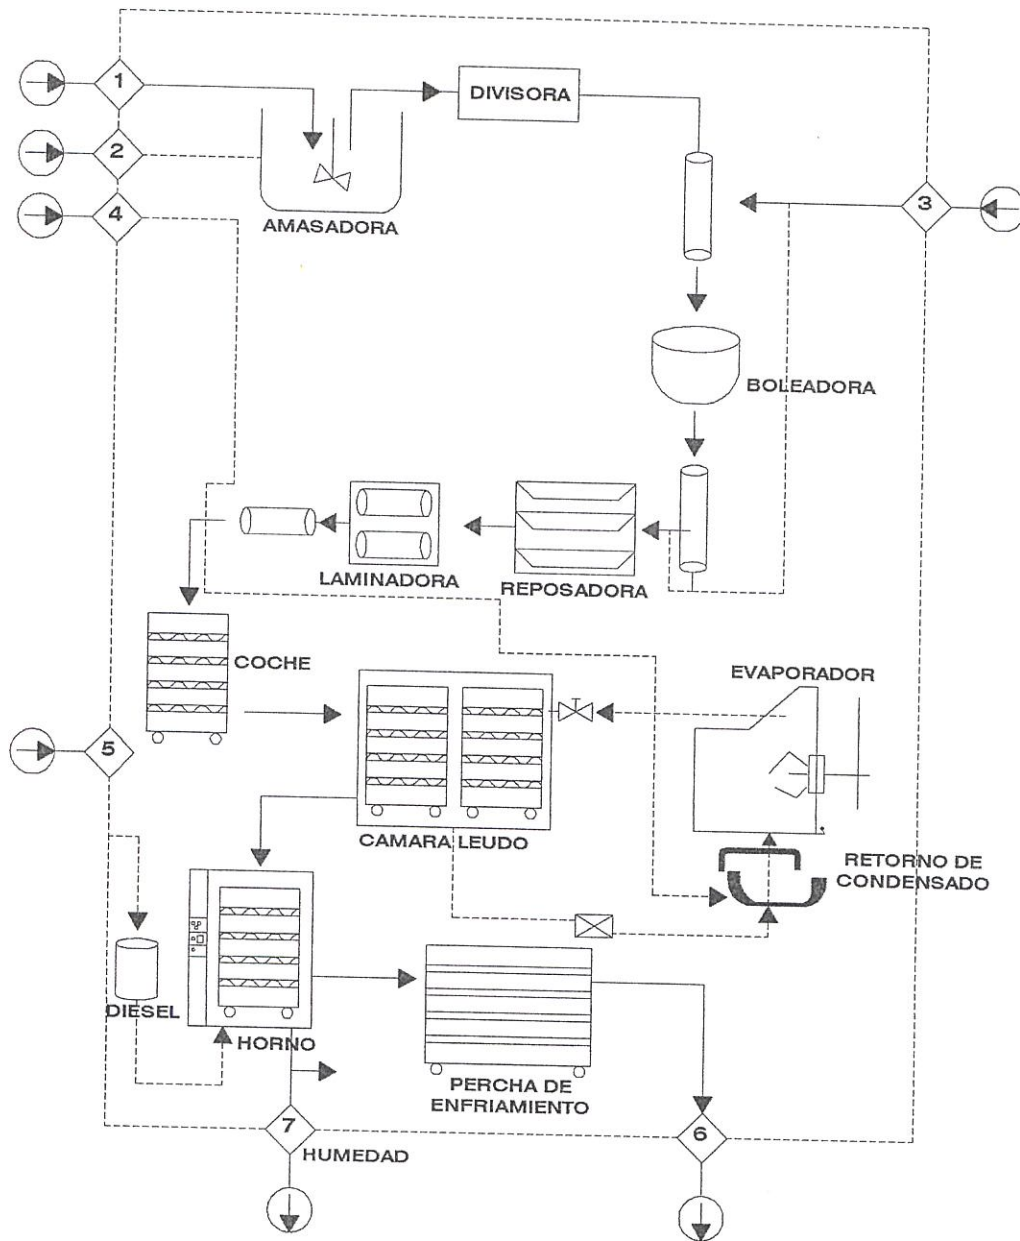 1
DIVISORA
2
4
AMASADORA
3
BOLEADORA
LAMINADORA
REPOSADORA
COCHE
EVAPORADOR
5
CAMARA LEUDO
RETORNO DE
CONDENSADO
DIESEL
HORNO
PERCHA DE
ENFRIAMIENTO
7
6
HUMEDAD